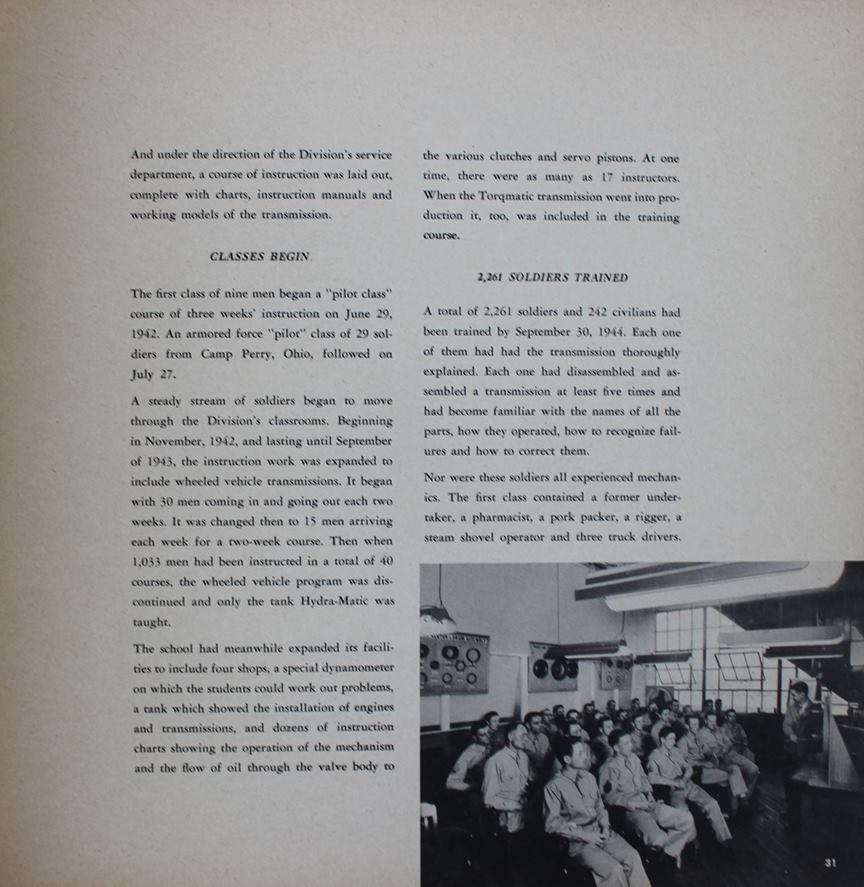 And under the direction of the Division's service
department, a course of instruction was laid out,
complete with charts, instruction manuals and
working models of the transmission.
CLASSES BEGIN
The first class of nine men began a "pilot class"
course of three weeks' instruction on June 29,
1942. An armored force "pilot" class of 29 sol-
diers from Camp Perry, Ohio, followed on
July 27.
A steady stream of soldiers began to move
through the Division's classrooms. Beginning
in November, 1942, and lasting until September
of 1943, the instruction work was expanded to
include wheeled vehicle transmissions. It began
with 30 men coming in and going out each two
weeks. It was changed then to 15 men arriving
each week for a two-week course. Then when
1,033 men had been instructed in a total of 40
courses, the wheeled vehicle program was dis-
continued and only the tank Hydra-Matic was
taught.
The school had meanwhile expanded its facili-
ties to include four shops, a special dynamometer
on which the students could work out problems,
a tank which showed the installation of engines
and transmissions, and dozens of instruction
charts showing the operation of the mechanism
and the flow of oil through the valve body to
the various clutches and servo pistons. At one
time, there were as many as 17 instructors.
When the Torqmatic transmission went into pro-
duction it, too, was included in the training
course.
2,261 SOLDIERS TRAINED
A total of 2,261 soldiers and 242 civilians had
been trained by September 30, 1944. Each one
of them had had the transmission thoroughly
explained. Each one had disassembled and as-
sembled a transmission at least five times and
had become familiar with the names of all the
parts, how they operated, how to recognize fail-
ures and how to correct them.
Nor were these soldiers all experienced mechan-
ics. The first class contained a former under-
taker, a pharmacist, a pork packer, a rigger, a
steam shovel operator and three truck drivers.
31